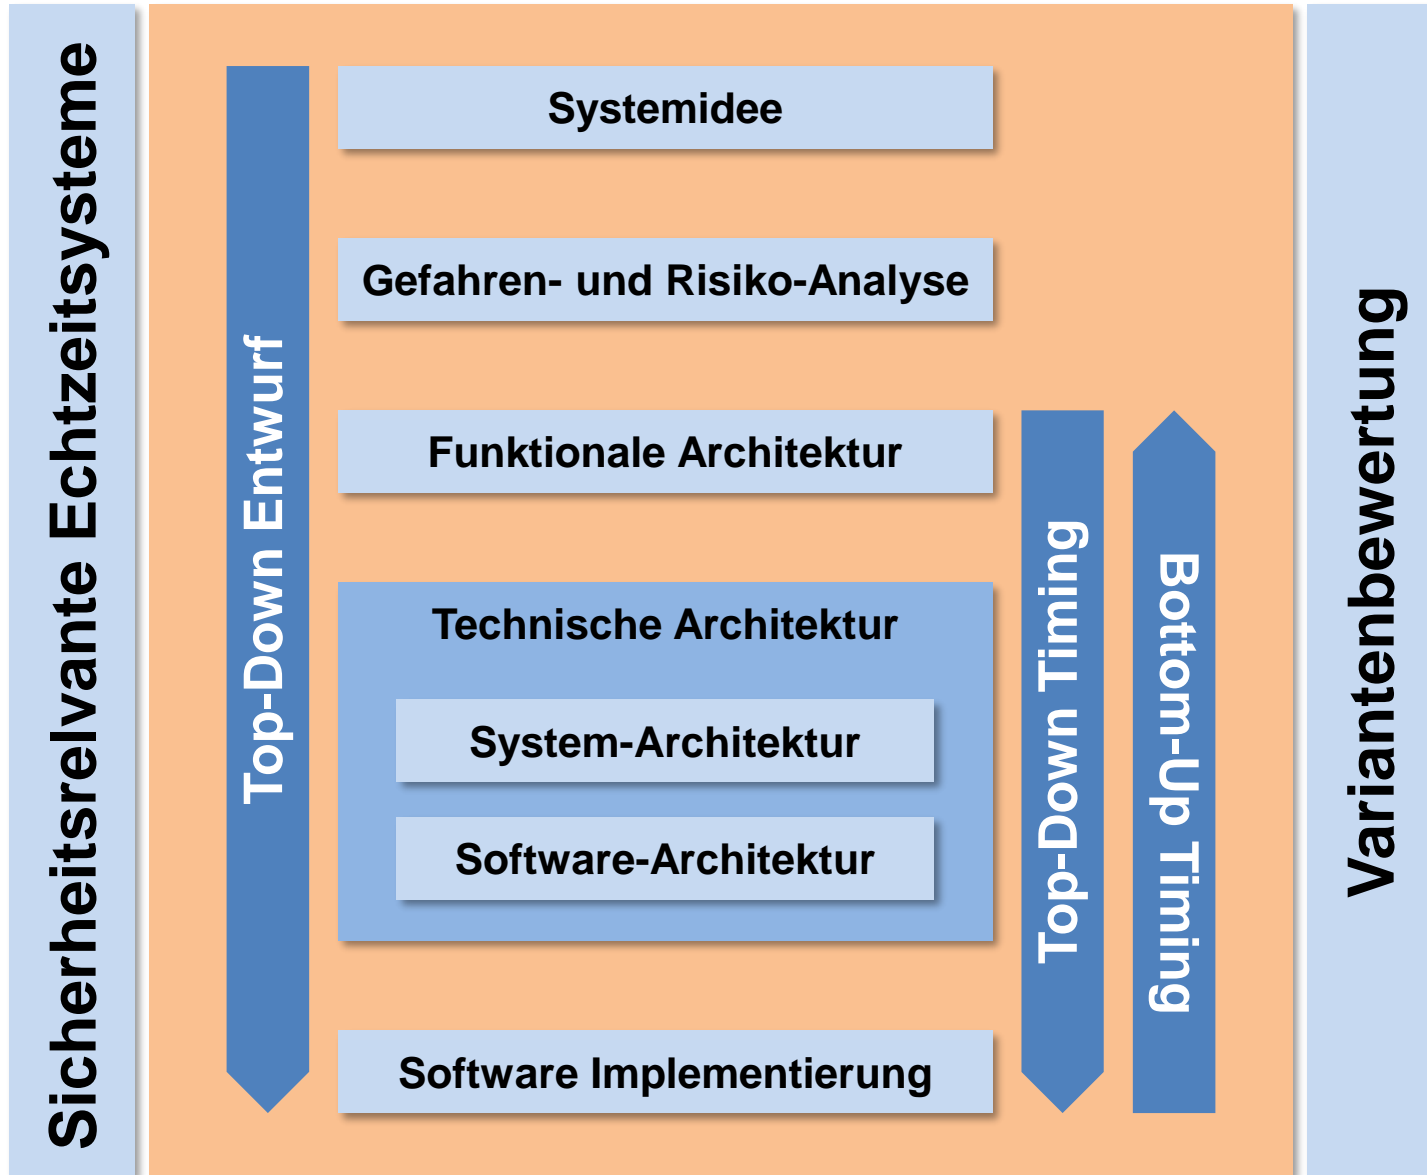 Sicherheitsrelvante Echtzeitsysteme
Top-Down Entwurf
Systemidee
Gefahren- und Risiko-Analyse
Funktionale Architektur
Technische Architektur
System-Architektur
Software-Architektur
Software Implementierung
Top-Down Timing
Bottom-Up Timing
Variantenbewertung